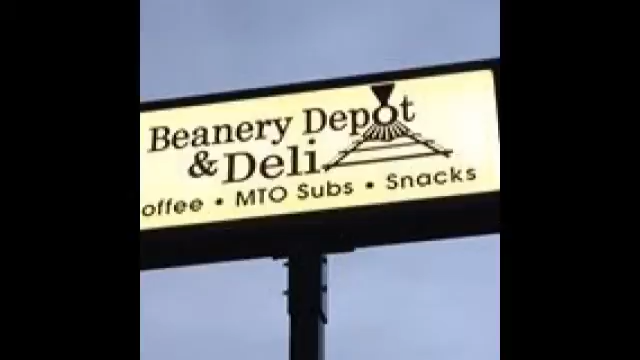 Beanery Depot
& Deli
offee • MTO Subs • Snacks